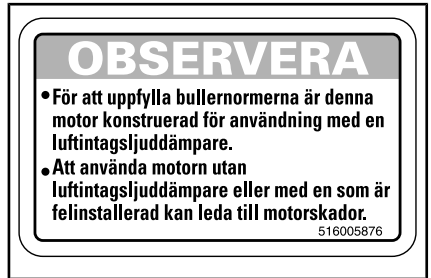 OBSERVERA
• För att uppfylla bullernormerna är denna
motor konstruerad för användning med en
luftintagsljuddämpare.
• Att använda motorn utan
luftintagsljuddämpare eller med en som är
felinstallerad kan leda till motorskador.
516005876